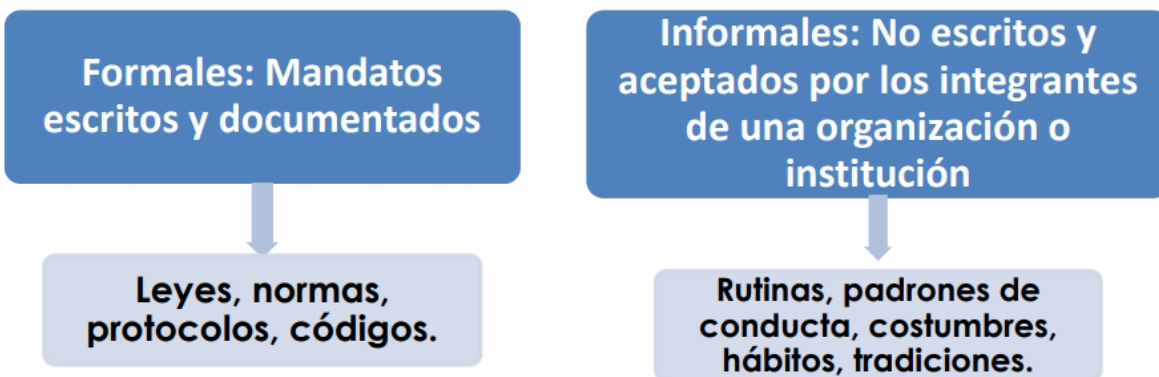 Formales: Mandatos
escritos y documentados
Leyes, normas,
protocolos, códigos.
Informales: No escritos y
aceptados por los integrantes
de una organización o
institución
Rutinas, padrones de
conducta, costumbres,
hábitos, tradiciones.